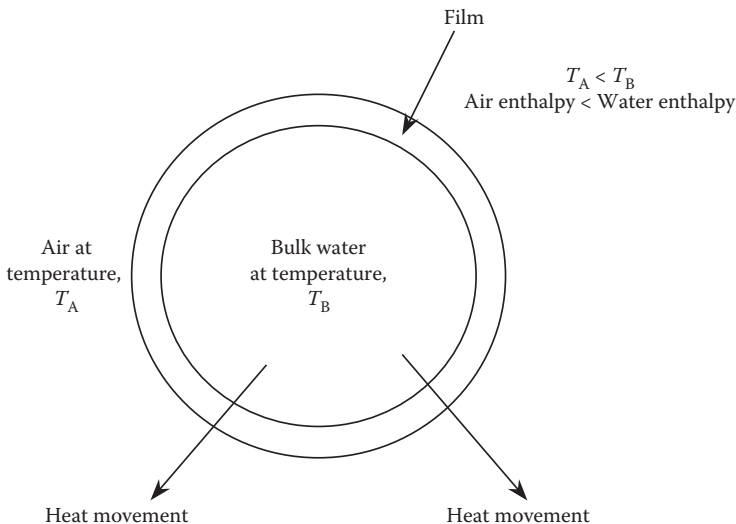 Film
T_A < T_B
Air enthalpy < Water enthalpy
Air at
temperature,
T_A
Bulk water
at temperature,
T_B
Heat movement
Heat movement